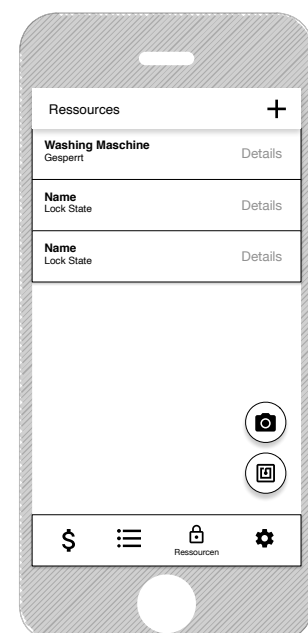 Ressources
Washing Maschine
Gesperrt
Details
Name
Lock State
Details
Name
Lock State
Details
$
Ressourcen